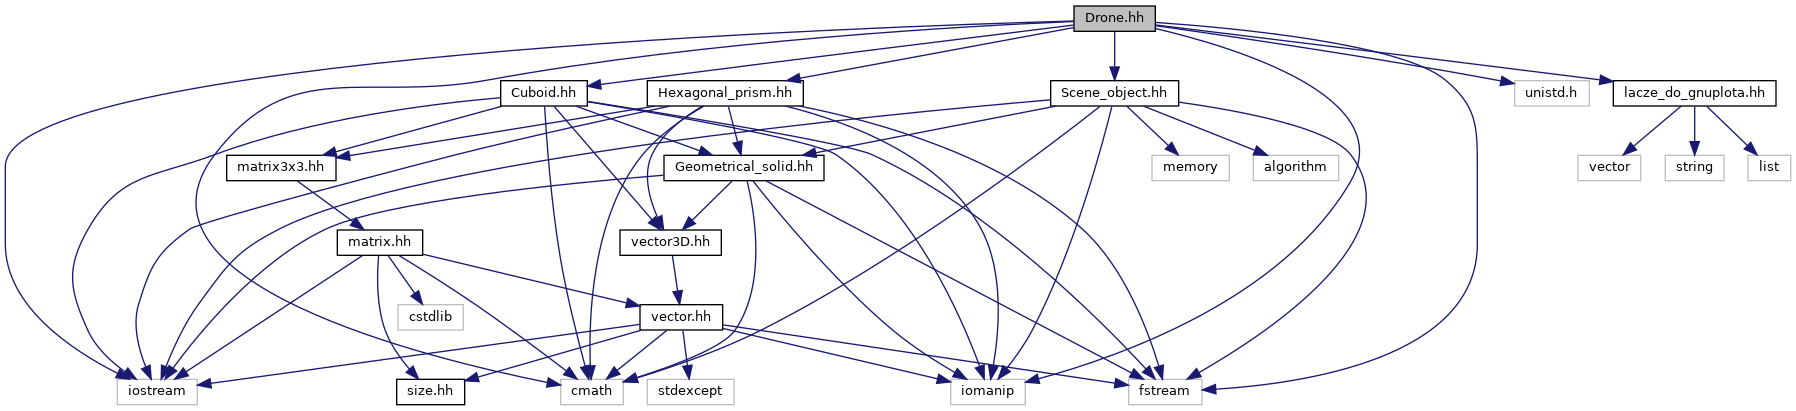 Drone.hh
Cuboid.hh
Hexagonal_prism.hh
Scene_object.hh
unistd.h
lacze_do_gnuplota.hh
matrix3x3.hh
Geometrical_solid.hh
memory
algorithm
vector
string
list
matrix.hh
vector3D.hh
cstdlib
vector.hh
iostream
size.hh
cmath
stdexcept
iomanip
fstream